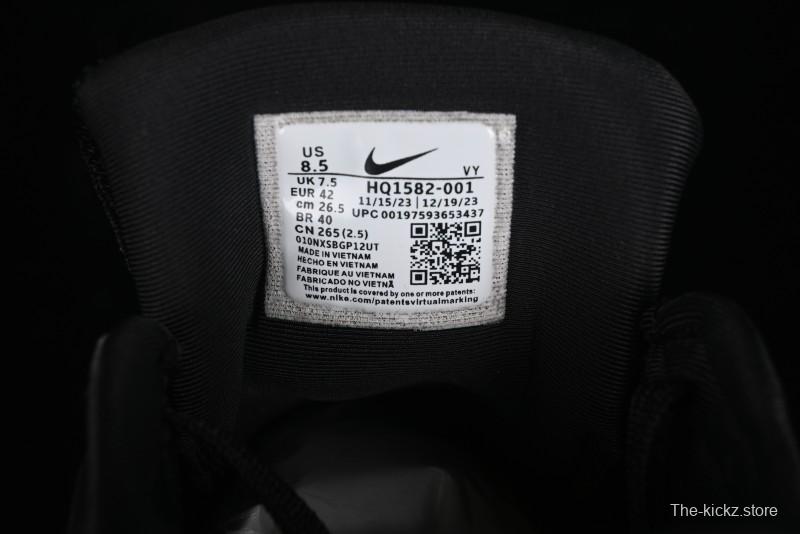 US
8.5
VY
UK 7.5
EUR 42
cm 26.5
BR 40
CN 265 (2.5)
HQ1582-001
11/15/23 | 12/19/23
UPC 00197593653437
010NXSBGP12UT
MADE IN VIETNAM
HECHO EN VIETNAM
FABRIQUE AU VIETNAM
FABRICADO NO VIETNÃ
This product is covered by one or more patents:
www.nike.com/patentsvirtualmarking
The-kickz.store